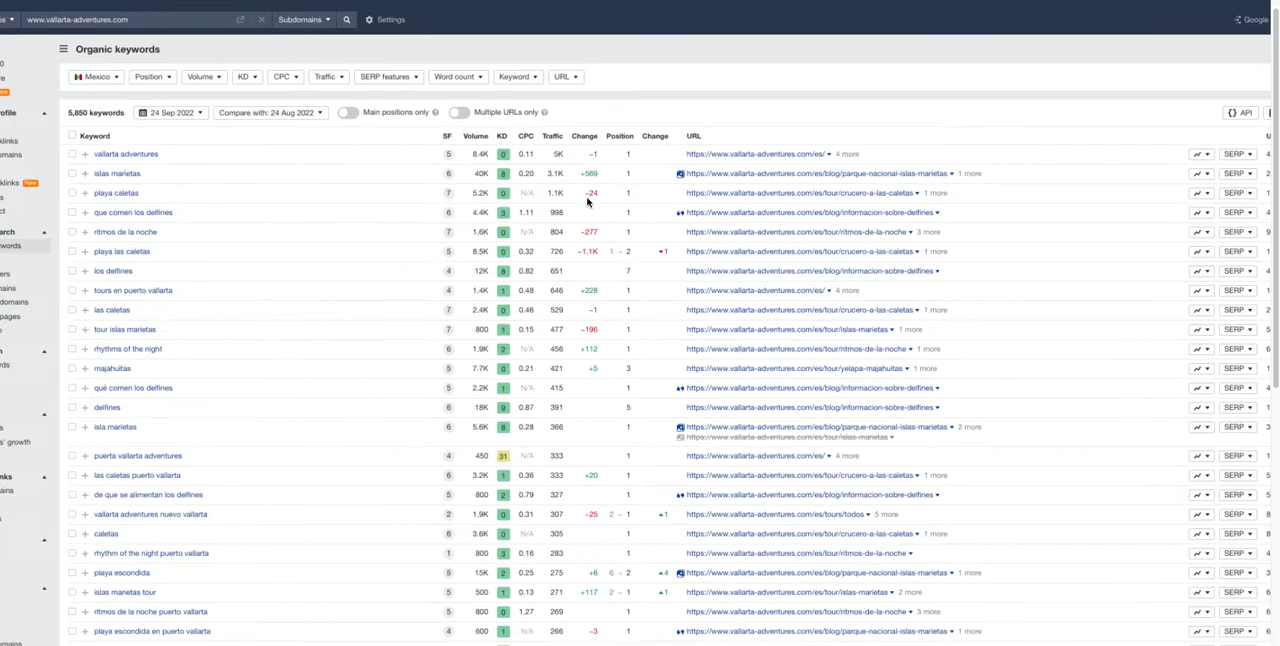 www.vallarta-adventures.com Subdomains Settings Google
Organic keywords
Mexico Position Volume KD CPC Traffic SERP features Word count Keyword URL
5,850 keywords 24 Sep 2022 Compare with: 24 Aug 2022 Main positions only Multiple URLs only API
Keyword SF Volume KD CPC Traffic Change Position Change URL
vallarta adventures 5 8.4K 0 0.11 5K −1 1 https://www.vallarta-adventures.com/es/ 4 more SERP
islas marietas 6 40K 8 0.20 3.1K +569 1 https://www.vallarta-adventures.com/es/blog/parque-nacional-islas-marietas 1 more SERP
playa caletas 7 5.2K 0 N/A 1.1K −24 1 https://www.vallarta-adventures.com/es/tour/crucero-a-las-caletas 1 more SERP
que comen los delfines 6 4.4K 3 1.11 998 1 https://www.vallarta-adventures.com/es/blog/informacion-sobre-delfines SERP
ritmos de la noche 7 1.6K 0 N/A 804 −277 1 https://www.vallarta-adventures.com/es/tour/ritmos-de-la-noche 3 more SERP
playa las caletas 5 8.5K 0 0.32 726 −1.1K 1 → 2 1 https://www.vallarta-adventures.com/es/tour/crucero-a-las-caletas 1 more SERP
los delfines 4 12K 8 0.82 651 7 https://www.vallarta-adventures.com/es/blog/informacion-sobre-delfines SERP
tours en puerto vallarta 4 1.4K 1 0.48 646 +228 1 https://www.vallarta-adventures.com/es/ 4 more SERP
las caletas 7 2.4K 0 0.46 529 −1 1 https://www.vallarta-adventures.com/es/tour/crucero-a-las-caletas 1 more SERP
tour islas marietas 7 800 1 0.15 477 −196 1 https://www.vallarta-adventures.com/es/tour/islas-marietas 1 more SERP
rhythms of the night 6 1.9K 2 N/A 456 +112 1 https://www.vallarta-adventures.com/es/tour/ritmos-de-la-noche 1 more SERP
majahuitas 6 7.7K 0 0.21 421 +5 3 https://www.vallarta-adventures.com/es/tour/yelapa-majahuitas 1 more SERP
qué comen los delfines 5 2.2K 1 N/A 415 1 https://www.vallarta-adventures.com/es/blog/informacion-sobre-delfines SERP
delfines 6 18K 9 0.87 391 5 https://www.vallarta-adventures.com/es/blog/informacion-sobre-delfines SERP
isla marietas 6 5.6K 8 0.28 366 1 https://www.vallarta-adventures.com/es/blog/parque-nacional-islas-marietas 2 more SERP
https://www.vallarta-adventures.com/es/tour/islas-marietas
puerta vallarta adventures 4 450 31 N/A 333 1 https://www.vallarta-adventures.com/es/ 4 more SERP
las caletas puerto vallarta 6 3.2K 1 0.36 333 +20 1 https://www.vallarta-adventures.com/es/tour/crucero-a-las-caletas 1 more SERP
de que se alimentan los delfines 5 800 2 0.79 327 1 https://www.vallarta-adventures.com/es/blog/informacion-sobre-delfines SERP
vallarta adventures nuevo vallarta 2 1.9K 0 0.31 307 −25 2 → 1 1 https://www.vallarta-adventures.com/es/tours/todos 5 more SERP
caletas 6 3.6K 0 N/A 305 1 https://www.vallarta-adventures.com/es/tour/crucero-a-las-caletas 1 more SERP
rhythm of the night puerto vallarta 1 800 3 0.16 283 1 https://www.vallarta-adventures.com/es/tour/ritmos-de-la-noche SERP
playa escondida 5 15K 2 0.25 275 +6 6 → 2 4 https://www.vallarta-adventures.com/es/blog/parque-nacional-islas-marietas 1 more SERP
islas marietas tour 5 500 1 0.13 271 +117 2 → 1 1 https://www.vallarta-adventures.com/es/tour/islas-marietas 2 more SERP
ritmos de la noche puerto vallarta 5 800 0 1.27 269 1 https://www.vallarta-adventures.com/es/tour/ritmos-de-la-noche 3 more SERP
playa escondida en puerto vallarta 4 600 1 N/A 266 −3 1 https://www.vallarta-adventures.com/es/blog/parque-nacional-islas-marietas 1 more SERP